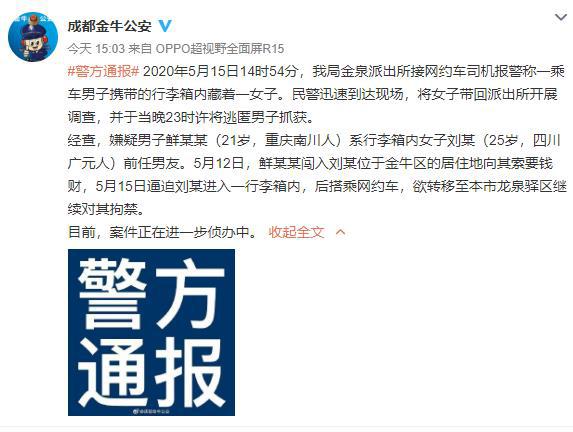 成都金牛公安
今天 15:03 来自 OPPO超视野全面屏R15
#警方通报# 2020年5月15日14时54分，我局金泉派出所接网约车司机报警称一乘
车男子携带的行李箱内藏着一女子。民警迅速到达现场，将女子带回派出所开展
调查，并于当晚23时许将逃匿男子抓获。
经查，嫌疑男子鲜某某（21岁，重庆南川人）系行李箱内女子刘某（25岁，四川
广元人）前任男友。5月12日，鲜某某闯入刘某位于金牛区的居住地向其索要钱
财，5月15日逼迫刘某进入一行李箱内，后搭乘网约车，欲转移至本市龙泉驿区继
续对其拘禁。
目前，案件正在进一步侦办中。 收起全文
警方
通报
@成都金牛公安